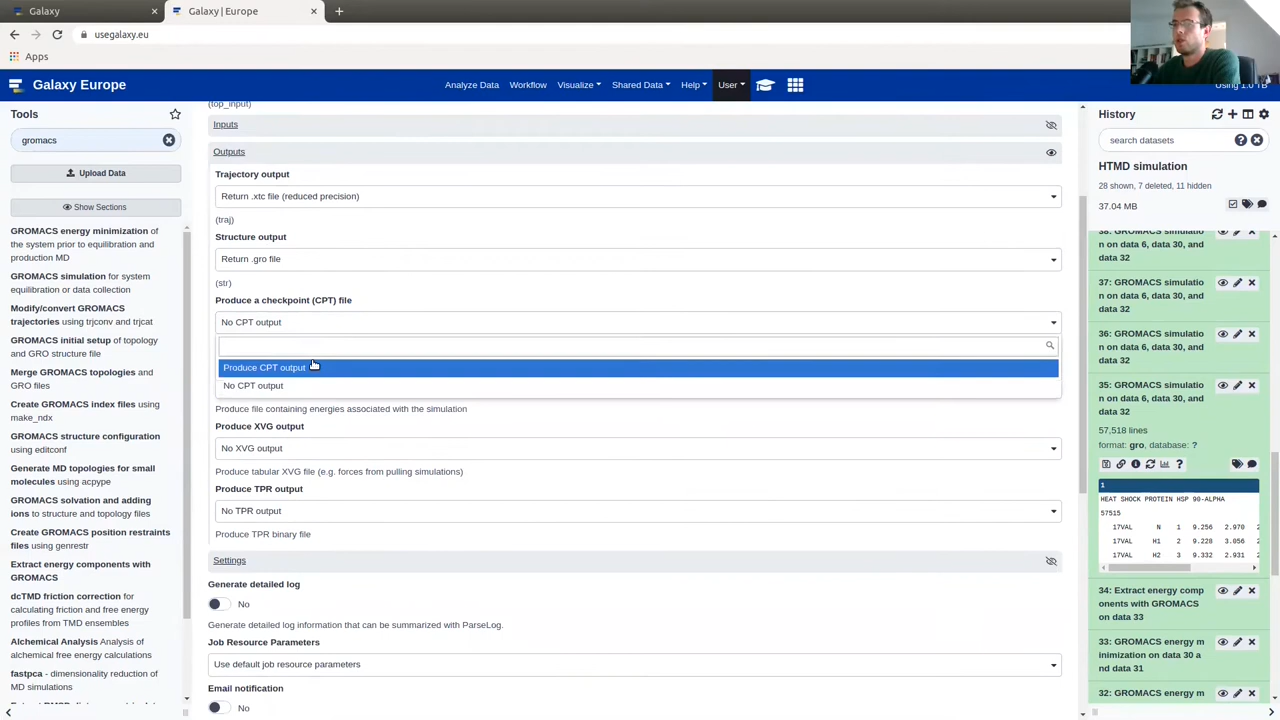 Galaxy
Galaxy | Europe
usegalaxy.eu
Apps
Galaxy Europe
Analyze Data
Workflow
Visualize
Shared Data
Help
User
Using 1.0 TB
Tools
gromacs
Upload Data
Show Sections
GROMACS energy minimization of
the system prior to equilibration and
production MD
GROMACS simulation for system
equilibration or data collection
Modify/convert GROMACS
trajectories using trjconv and trjcat
GROMACS initial setup of topology
and GRO structure file
Merge GROMACS topologies and
GRO files
Create GROMACS index files using
make_ndx
GROMACS structure configuration
using editconf
Generate MD topologies for small
molecules using acpype
GROMACS solvation and adding
ions to structure and topology files
Create GROMACS position restraints
files using genrestr
Extract energy components with
GROMACS
dcTMD friction correction for
calculating friction and free energy
profiles from TMD ensembles
Alchemical Analysis Analysis of
alchemical free energy calculations
fastpca - dimensionality reduction of
MD simulations
(top_input)
Inputs
Outputs
Trajectory output
Return .xtc file (reduced precision)
(traj)
Structure output
Return .gro file
(str)
Produce a checkpoint (CPT) file
No CPT output
Produce CPT output
No CPT output
Produce file containing energies associated with the simulation
Produce XVG output
No XVG output
Produce tabular XVG file (e.g. forces from pulling simulations)
Produce TPR output
No TPR output
Produce TPR binary file
Settings
Generate detailed log
No
Generate detailed log information that can be summarized with ParseLog.
Job Resource Parameters
Use default job resource parameters
Email notification
No
History
search datasets
HTMD simulation
28 shown, 7 deleted, 11 hidden
37.04 MB
38: GROMACS simulatio
n on data 6, data 30, and
data 32
37: GROMACS simulatio
n on data 6, data 30, and
data 32
36: GROMACS simulatio
n on data 6, data 30, and
data 32
35: GROMACS simulatio
n on data 6, data 30, and
data 32
57,518 lines
format: gro, database: ?
1
HEAT SHOCK PROTEIN HSP 90-ALPHA
57515
17VAL N 1 9.256 2.970 2
17VAL H1 2 9.228 3.056 2
17VAL H2 3 9.332 2.931 2
34: Extract energy comp
onents with GROMACS
on data 33
33: GROMACS energy m
inimization on data 30 a
nd data 31
32: GROMACS energy m